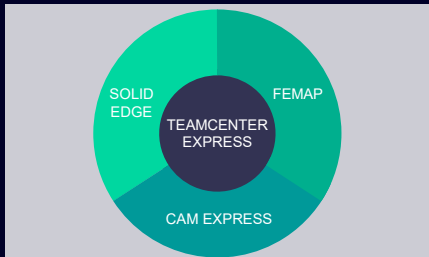 SOLID
EDGE
FEMAP
TEAMCENTER
EXPRESS
CAM EXPRESS